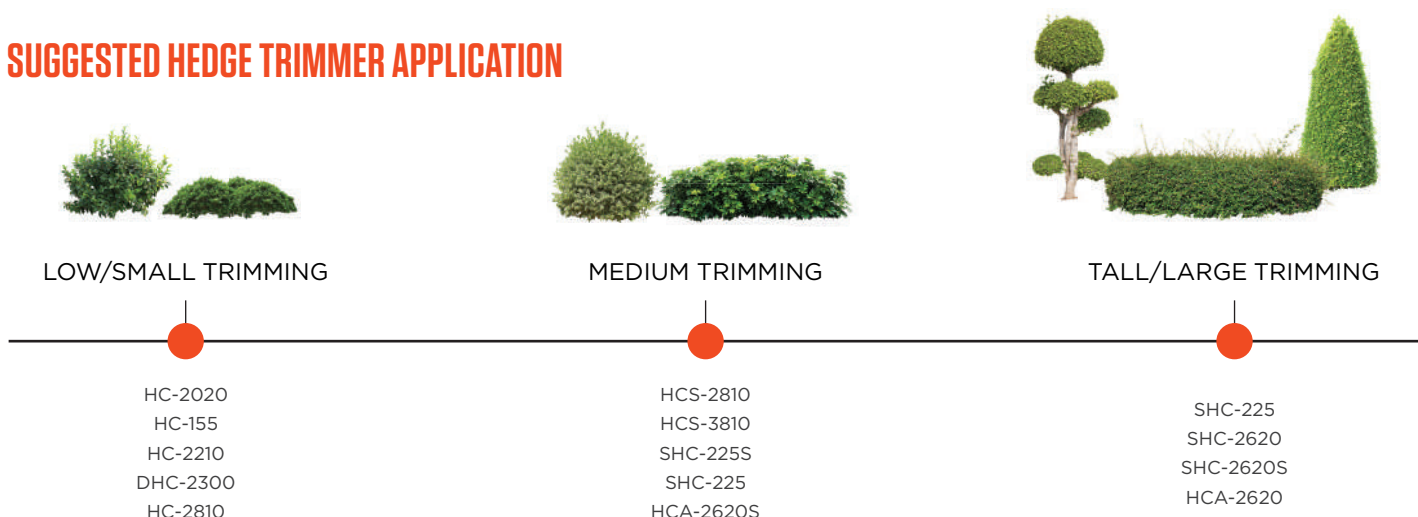 SUGGESTED HEDGE TRIMMER APPLICATION
LOW/SMALL TRIMMING
HC-2020
HC-155
HC-2210
DHC-2300
HC-2810
MEDIUM TRIMMING
HCS-2810
HCS-3810
SHC-225S
SHC-225
HCA-2620S
TALL/LARGE TRIMMING
SHC-225
SHC-2620
SHC-2620S
HCA-2620